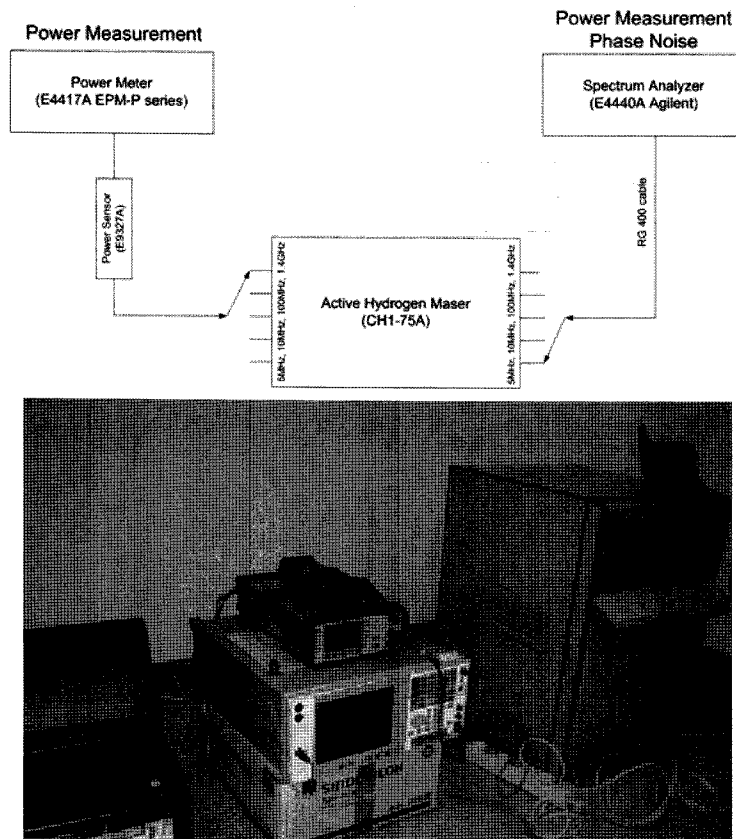 Power Measurement
Power Measurement
Phase Noise
Power Meter
(E4417A EPM-P series)
Spectrum Analyzer
(E4440A Agilent)
Power Sensor
(E9327A)
RG 400 cable
5MHz, 10MHz, 100MHz, 1.4GHz
Active Hydrogen Maser
(CH1-75A)
5MHz, 10MHz, 100MHz, 1.4GHz